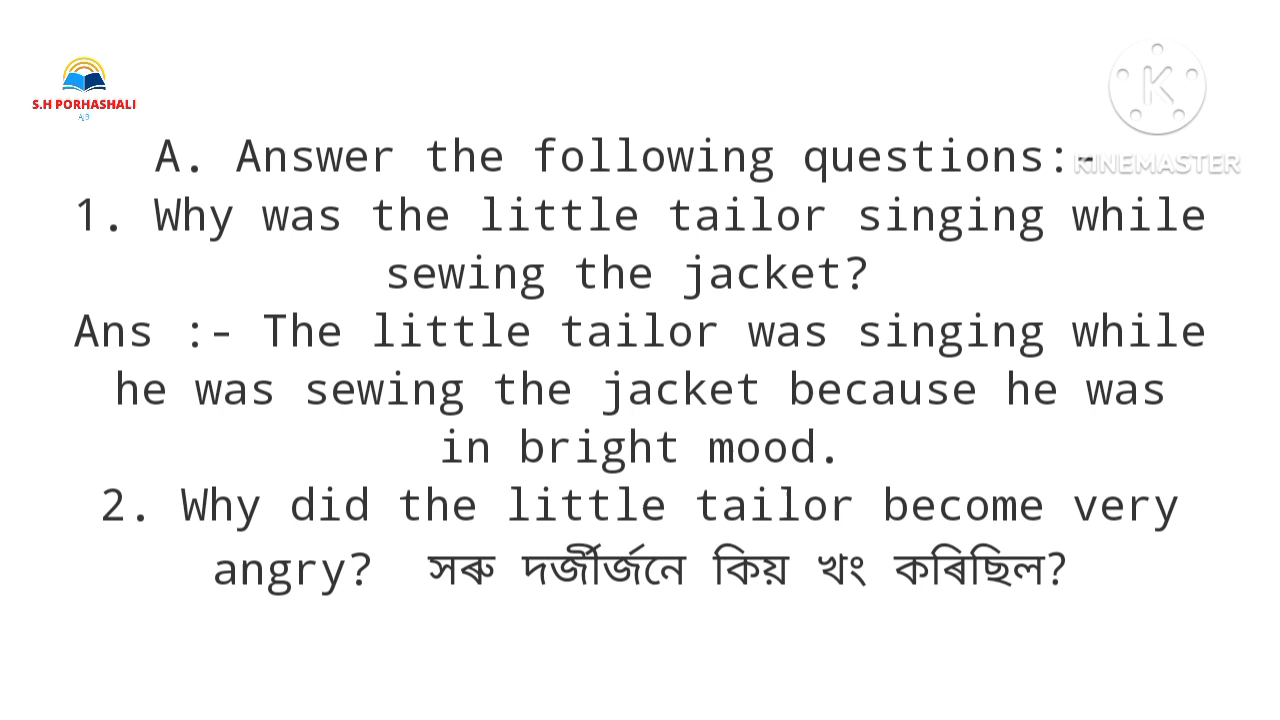 S.H PORHASHALI
KINEMASTER
A. Answer the following questions:-
1. Why was the little tailor singing while
sewing the jacket?
Ans :- The little tailor was singing while
he was sewing the jacket because he was
in bright mood.
2. Why did the little tailor become very
angry? সৰু দৰ্জীৰ্জনে কিয় খং কৰিছিল?